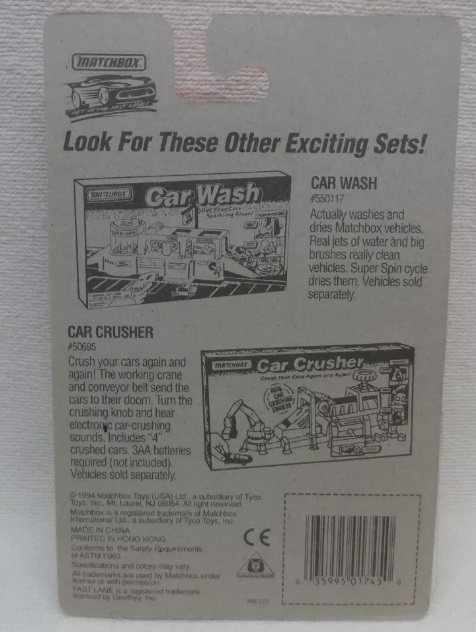 MATCHBOX
Look For These Other Exciting Sets!
MATCHBOX
Car Wash
CAR WASH
#550117
Actually washes and
dries Matchbox vehicles.
Real jets of water and big
brushes really clean
vehicles. Super Spin cycle
dries them. Vehicles sold
separately.
CAR CRUSHER
#50695
Crush your cars again and
again! The working crane
and conveyor belt send the
cars to their doom. Turn the
crushing knob and hear
electronic car-crushing
sounds. Includes "4"
crushed cars. 3AA batteries
required (not included).
Vehicles sold separately.
MATCHBOX
Car Crusher
Crush Your Cars Again And Again!
© 1994 Matchbox Toys (USA) Ltd., a subsidiary of Tyco
Toys, Inc., Mt. Laurel, NJ 08054. All right reserved.
Matchbox is a registered trademark of Matchbox
International Ltd., a subsidiary of Tyco Toys, Inc.
MADE IN CHINA
PRINTED IN HONG KONG
Conforms to the Safety Requirements
of ASTM F963
Specifications and colors may vary.
All trademarks are used by Matchbox under
license or with permission.
FAST LANE is a registered trademark
licensed by Geoffrey, Inc.
CE
0 35995 01745 0